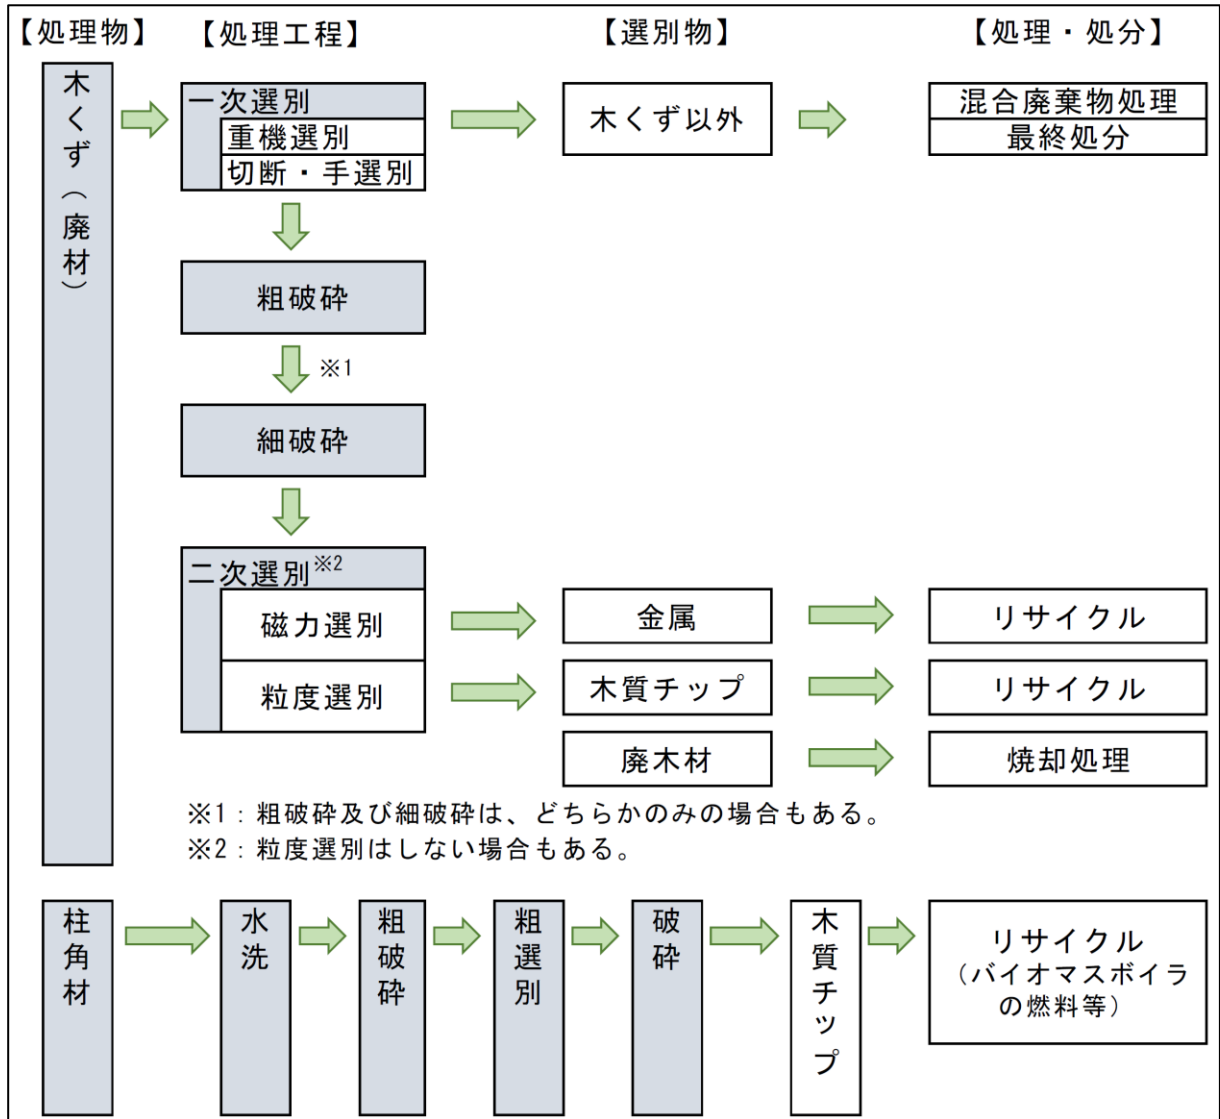 【処理物】 【処理工程】 【選別物】 【処理・処分】
木くず（廃材）
一次選別
重機選別
切断・手選別
木くず以外
混合廃棄物処理
最終処分
粗破砕
※1
細破砕
二次選別※2
磁力選別
金属
リサイクル
粒度選別
木質チップ
リサイクル
廃木材
焼却処理
※1：粗破砕及び細破砕は、どちらかのみの場合もある。
※2：粒度選別はしない場合もある。
柱角材
水洗
粗破砕
粗選別
破砕
木質チップ
リサイクル
（バイオマスボイラ
の燃料等）